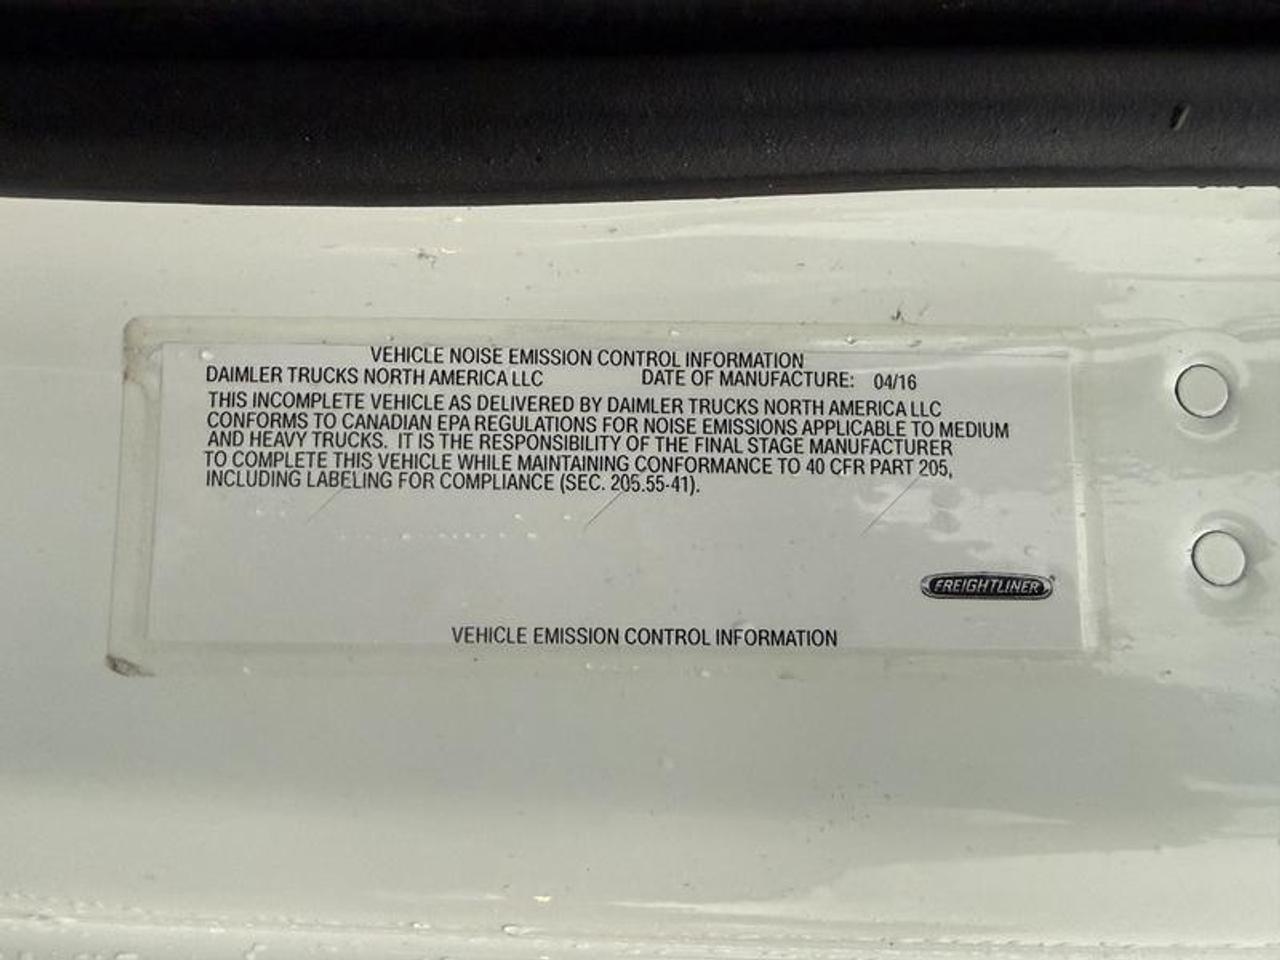 VEHICLE NOISE EMISSION CONTROL INFORMATION
DAIMLER TRUCKS NORTH AMERICA LLC DATE OF MANUFACTURE: 04/16
THIS INCOMPLETE VEHICLE AS DELIVERED BY DAIMLER TRUCKS NORTH AMERICA LLC
CONFORMS TO CANADIAN EPA REGULATIONS FOR NOISE EMISSIONS APPLICABLE TO MEDIUM
AND HEAVY TRUCKS. IT IS THE RESPONSIBILITY OF THE FINAL STAGE MANUFACTURER
TO COMPLETE THIS VEHICLE WHILE MAINTAINING CONFORMANCE TO 40 CFR PART 205,
INCLUDING LABELING FOR COMPLIANCE (SEC. 205.55-41).
FREIGHTLINER®
VEHICLE EMISSION CONTROL INFORMATION